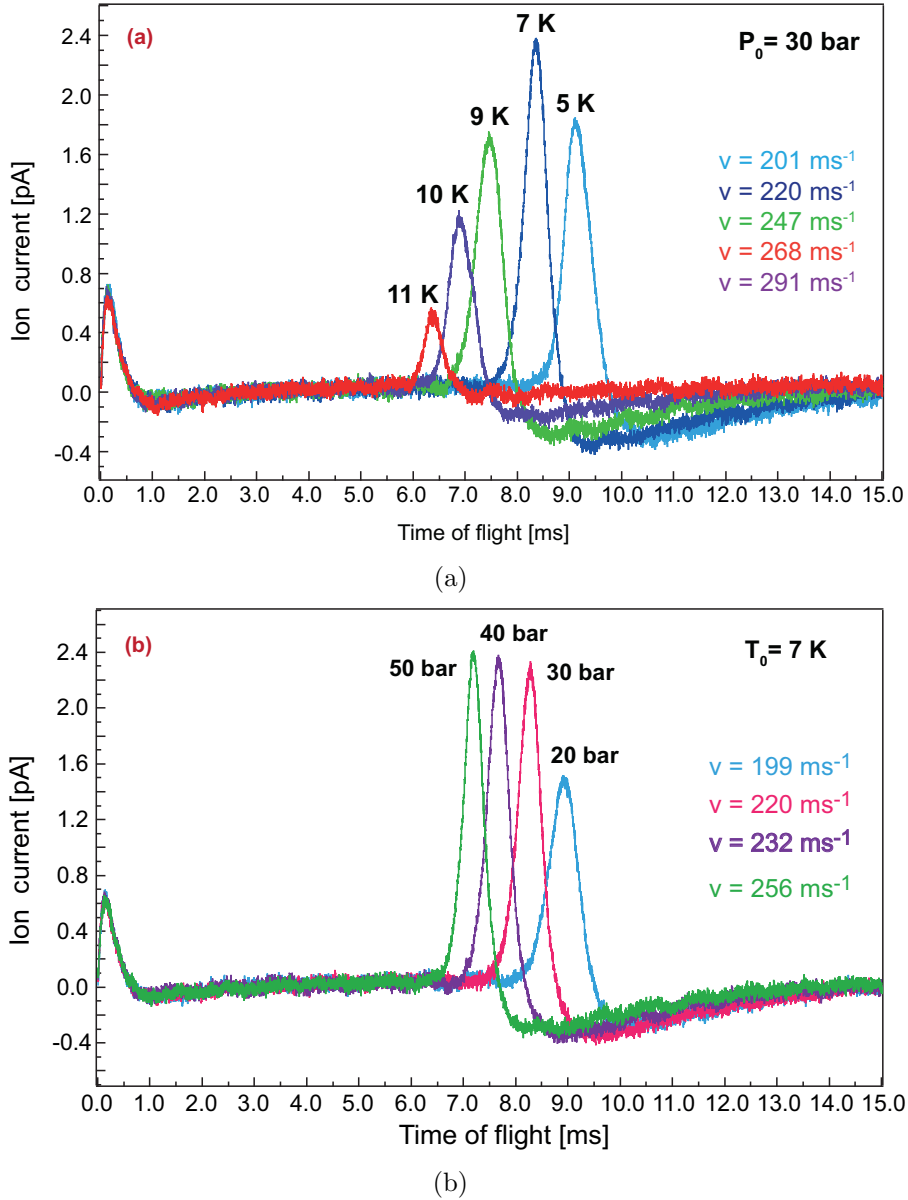 (a)
P₀= 30 bar
7 K
5 K
9 K
10 K
11 K
v = 201 ms⁻¹
v = 220 ms⁻¹
v = 247 ms⁻¹
v = 268 ms⁻¹
v = 291 ms⁻¹
Ion current [pA]
2.4
2.0
1.6
1.2
0.8
0.4
0.0
-0.4
0.0 1.0 2.0 3.0 4.0 5.0 6.0 7.0 8.0 9.0 10.0 11.0 12.0 13.0 14.0 15.0
Time of flight [ms]
(a)
(b)
T₀= 7 K
40 bar
50 bar
30 bar
20 bar
v = 199 ms⁻¹
v = 220 ms⁻¹
v = 232 ms⁻¹
v = 256 ms⁻¹
Ion current [pA]
2.4
2.0
1.6
1.2
0.8
0.4
0.0
-0.4
0.0 1.0 2.0 3.0 4.0 5.0 6.0 7.0 8.0 9.0 10.0 11.0 12.0 13.0 14.0 15.0
Time of flight [ms]
(b)